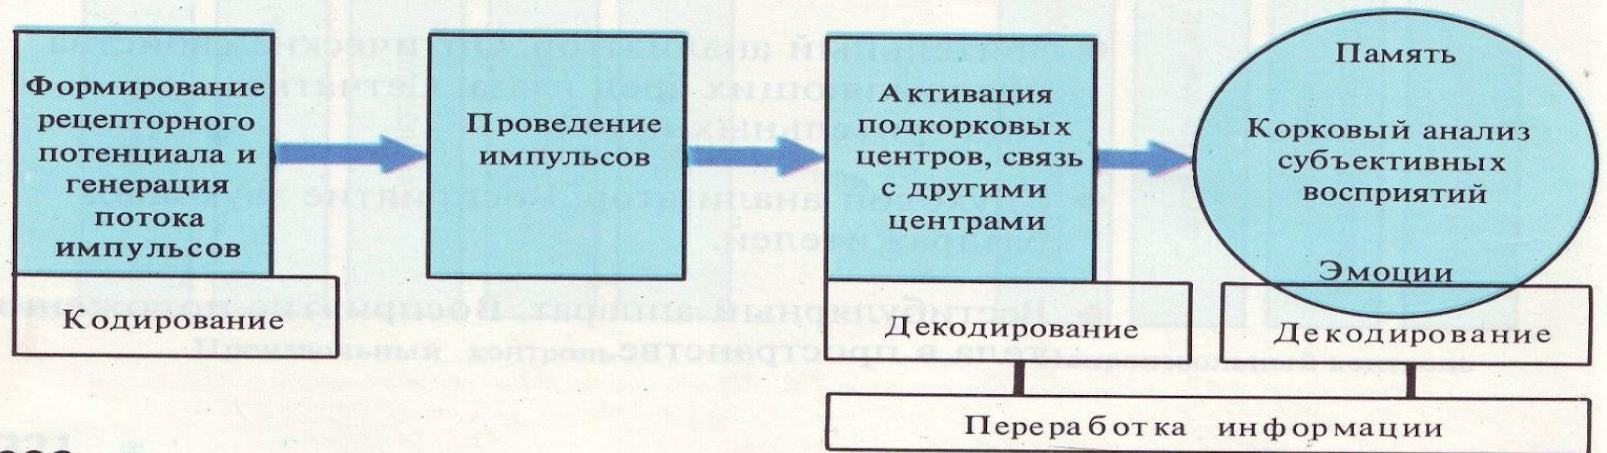 Формирование
рецепторного
потенциала и
генерация
потока
импульсов
Кодирование
Проведение
импульсов
Активация
подкорковых
центров, связь
с другими
центрами
Декодирование
Память
Корковый анализ
субъективных
восприятий
Эмоции
Декодирование
Переработка информации